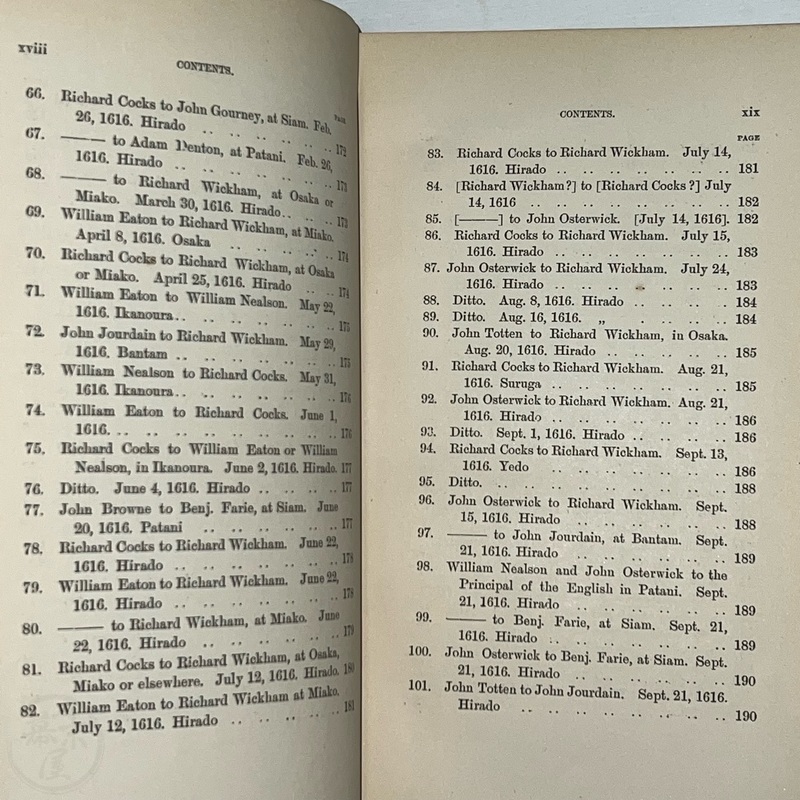 xviii
CONTENTS.
PAGE
66. Richard Cocks to John Gourney, at Siam. Feb.
26, 1616. Hirado .. .. .. .. .. .. 172
67. ——— to Adam Denton, at Patani. Feb. 26,
1616. Hirado .. .. .. .. .. .. 173
68. ——— to Richard Wickham, at Osaka or
Miako. March 30, 1616. Hirado.. .. .. 173
69. William Eaton to Richard Wickham, at Miako.
April 8, 1616. Osaka .. .. .. .. .. 174
70. Richard Cocks to Richard Wickham, at Osaka
or Miako. April 25, 1616. Hirado .. .. 174
71. William Eaton to William Nealson. May 22,
1616. Ikanoura.. .. .. .. .. .. 175
72. John Jourdain to Richard Wickham. May 29,
1616. Bantam .. .. .. .. .. .. 175
73. William Nealson to Richard Cocks. May 31,
1616. Ikanoura.. .. .. .. .. .. 176
74. William Eaton to Richard Cocks. June 1,
1616. .. .. .. .. .. .. .. 176
75. Richard Cocks to William Eaton or William
Nealson, in Ikanoura. June 2, 1616. Hirado. 177
76. Ditto. June 4, 1616. Hirado .. .. .. .. 177
77. John Browne to Benj. Farie, at Siam. June
20, 1616. Patani .. .. .. .. .. 177
78. Richard Cocks to Richard Wickham. June 22,
1616. Hirado .. .. .. .. .. .. 178
79. William Eaton to Richard Wickham. June 22,
1616. Hirado .. .. .. .. .. .. 178
80. ——— to Richard Wickham, at Miako. June
22, 1616. Hirado .. .. .. .. .. 179
81. Richard Cocks to Richard Wickham, at Osaka,
Miako or elsewhere. July 12, 1616. Hirado. 180
82. William Eaton to Richard Wickham at Miako.
July 12, 1616. Hirado .. .. .. .. .. 181
CONTENTS. xix
PAGE
83. Richard Cocks to Richard Wickham. July 14,
1616. Hirado .. .. .. .. .. .. 181
84. [Richard Wickham?] to [Richard Cocks?] July
14, 1616 .. .. .. .. .. .. .. 182
85. [———] to John Osterwick. [July 14, 1616]. 182
86. Richard Cocks to Richard Wickham. July 15,
1616. Hirado .. .. .. .. .. .. 183
87. John Osterwick to Richard Wickham. July 24,
1616. Hirado .. .. .. .. .. .. 183
88. Ditto. Aug. 8, 1616. Hirado .. .. .. .. 184
89. Ditto. Aug. 16, 1616. „ .. .. .. .. 184
90. John Totten to Richard Wickham, in Osaka.
Aug. 20, 1616. Hirado .. .. .. .. 185
91. Richard Cocks to Richard Wickham. Aug. 21,
1616. Suruga .. .. .. .. .. .. 185
92. John Osterwick to Richard Wickham. Aug. 21,
1616. Hirado .. .. .. .. .. .. 186
93. Ditto. Sept. 1, 1616. Hirado .. .. .. .. 186
94. Richard Cocks to Richard Wickham. Sept. 13,
1616. Yedo .. .. .. .. .. .. 186
95. Ditto. .. .. .. .. .. .. .. .. 188
96. John Osterwick to Richard Wickham. Sept.
15, 1616. Hirado .. .. .. .. .. 188
97. ——— to John Jourdain, at Bantam. Sept.
21, 1616. Hirado .. .. .. .. .. 189
98. William Nealson and John Osterwick to the
Principal of the English in Patani. Sept.
21, 1616. Hirado .. .. .. .. .. 189
99. ——— to Benj. Farie, at Siam. Sept. 21,
1616. Hirado .. .. .. .. .. .. 189
100. John Osterwick to Benj. Farie, at Siam. Sept.
21, 1616. Hirado .. .. .. .. .. 190
101. John Totten to John Jourdain. Sept. 21, 1616.
Hirado .. .. .. .. .. .. .. 190